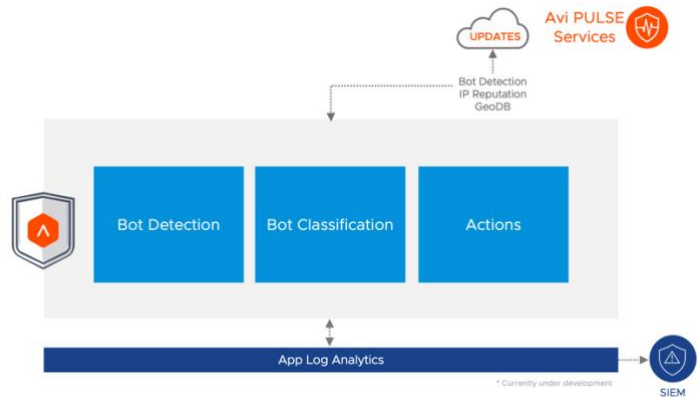 Avi PULSE
Services
UPDATES
Bot Detection
IP Reputation
GeoDB
Bot Detection
Bot Classification
Actions
App Log Analytics
* Currently under development
SIEM